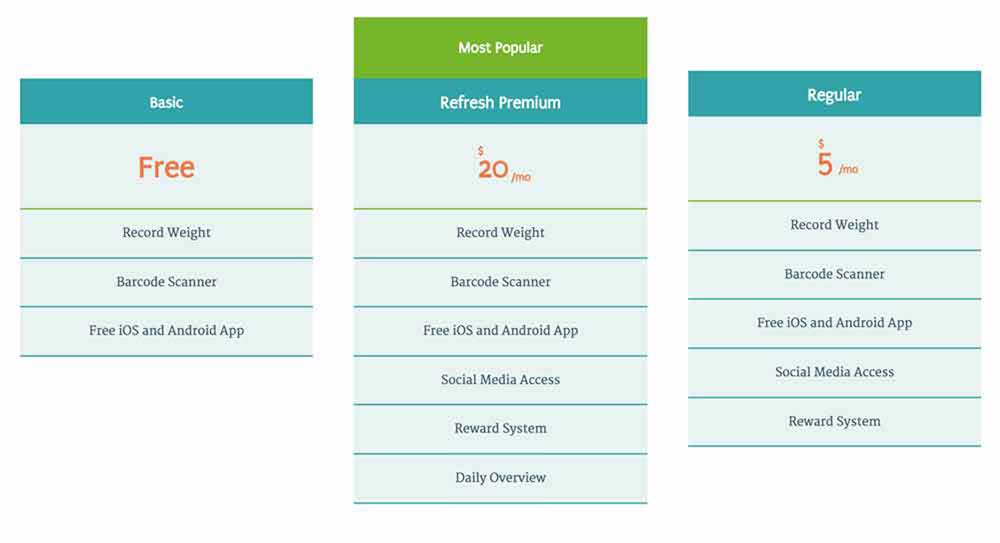 Basic
Free
Record Weight
Barcode Scanner
Free iOS and Android App
Most Popular
Refresh Premium
$
20 /mo
Record Weight
Barcode Scanner
Free iOS and Android App
Social Media Access
Reward System
Daily Overview
Regular
$
5 /mo
Record Weight
Barcode Scanner
Free iOS and Android App
Social Media Access
Reward System